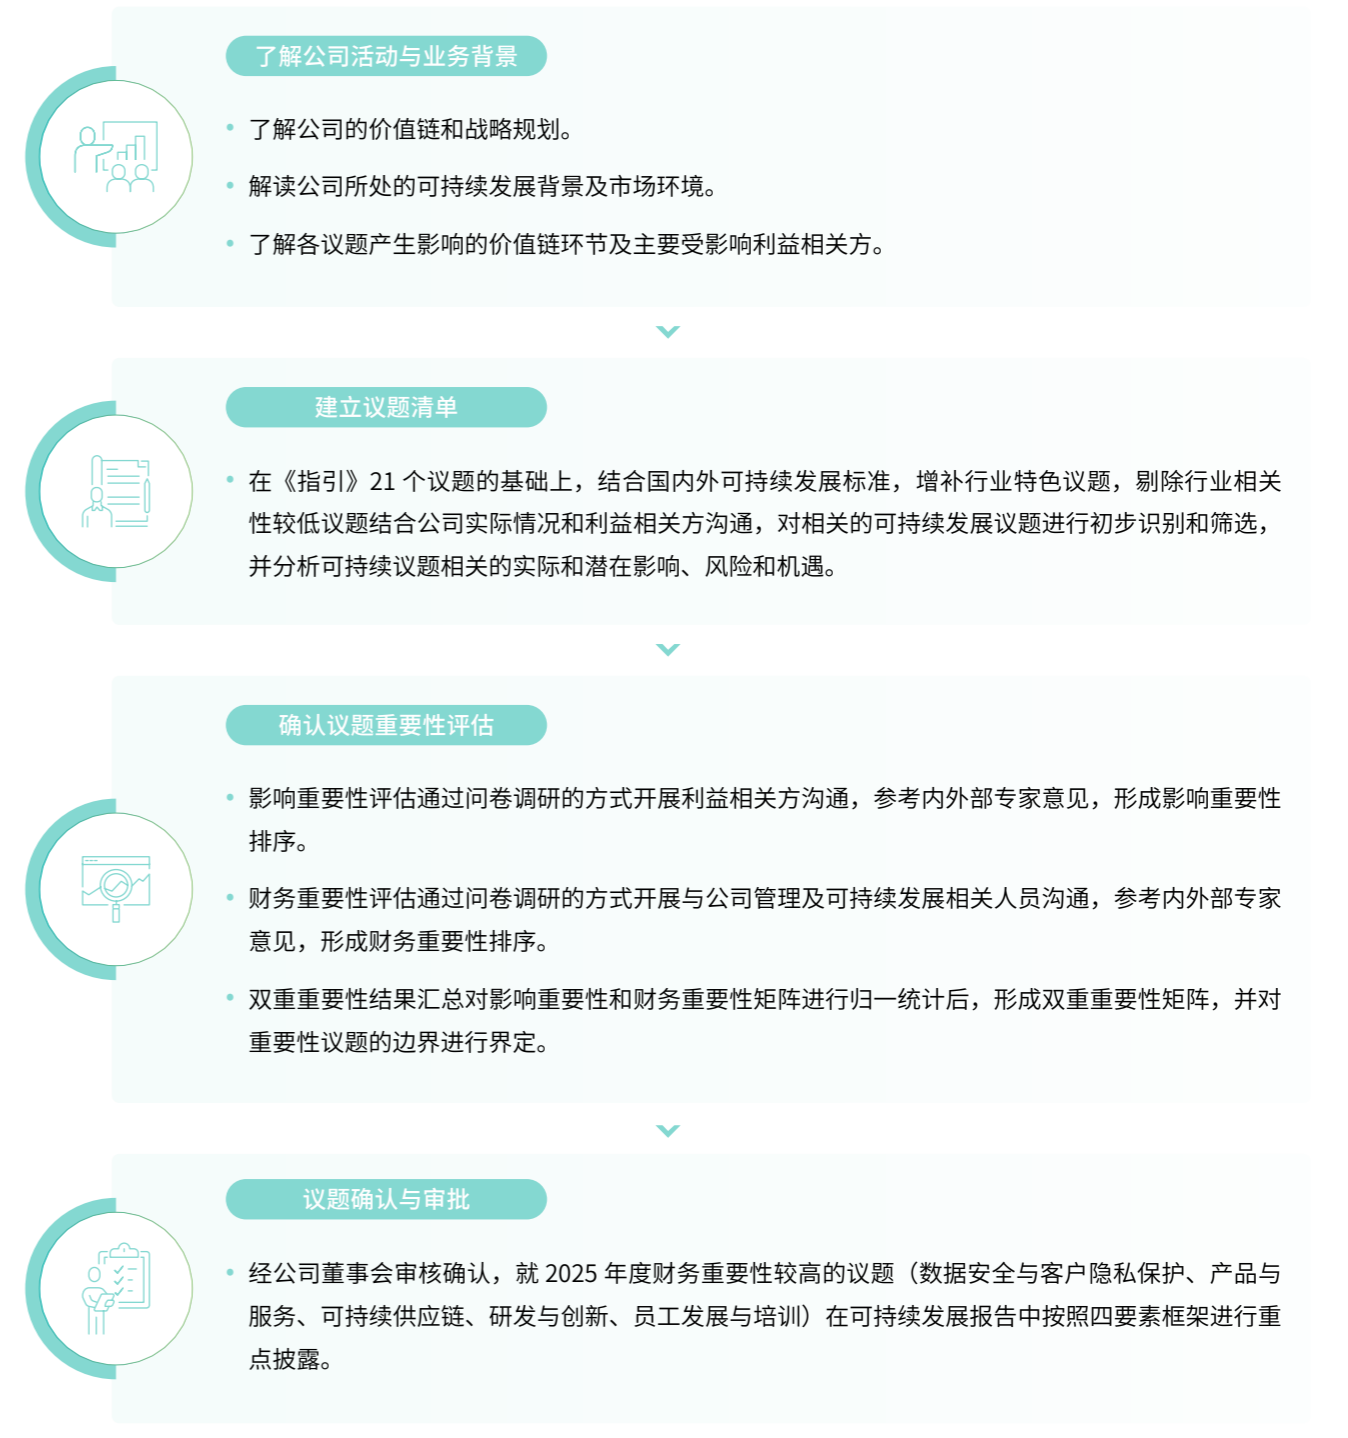 了解公司活动与业务背景
• 了解公司的价值链和战略规划。
• 解读公司所处的可持续发展背景及市场环境。
• 了解各议题产生影响的价值链环节及主要受影响利益相关方。
建立议题清单
• 在《指引》21 个议题的基础上，结合国内外可持续发展标准，增补行业特色议题，剔除行业相关
性较低议题结合公司实际情况和利益相关方沟通，对相关的可持续发展议题进行初步识别和筛选，
并分析可持续议题相关的实际和潜在影响、风险和机遇。
确认议题重要性评估
• 影响重要性评估通过问卷调研的方式开展利益相关方沟通，参考内外部专家意见，形成影响重要性
排序。
• 财务重要性评估通过问卷调研的方式开展与公司管理及可持续发展相关人员沟通，参考内外部专家
意见，形成财务重要性排序。
• 双重重要性结果汇总对影响重要性和财务重要性矩阵进行归一统计后，形成双重重要性矩阵，并对
重要性议题的边界进行界定。
议题确认与审批
• 经公司董事会审核确认，就 2025 年度财务重要性较高的议题（数据安全与客户隐私保护、产品与
服务、可持续供应链、研发与创新、员工发展与培训）在可持续发展报告中按照四要素框架进行重
点披露。